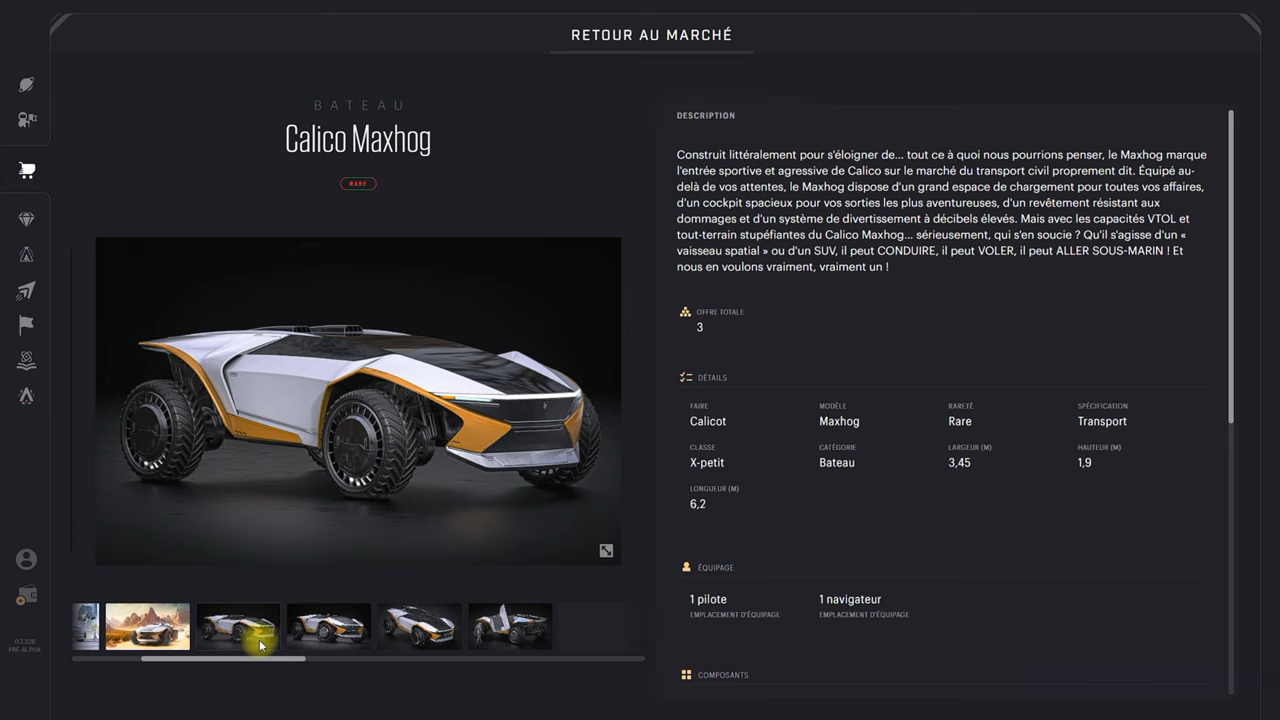 RETOUR AU MARCHÉ
BATEAU
Calico Maxhog
RARE
DESCRIPTION
Construit littéralement pour s'éloigner de... tout ce à quoi nous pourrions penser, le Maxhog marque
l'entrée sportive et agressive de Calico sur le marché du transport civil proprement dit. Équipé au-
delà de vos attentes, le Maxhog dispose d'un grand espace de chargement pour toutes vos affaires,
d'un cockpit spacieux pour vos sorties les plus aventureuses, d'un revêtement résistant aux
dommages et d'un système de divertissement à décibels élevés. Mais avec les capacités VTOL et
tout-terrain stupéfiantes du Calico Maxhog... sérieusement, qui s'en soucie ? Qu'il s'agisse d'un «
vaisseau spatial » ou d'un SUV, il peut CONDUIRE, il peut VOLER, il peut ALLER SOUS-MARIN ! Et
nous en voulons vraiment, vraiment un !
OFFRE TOTALE
3
DÉTAILS
FAIRE MODÈLE RARETÉ SPÉCIFICATION
Calicot Maxhog Rare Transport
CLASSE CATÉGORIE LARGEUR (M) HAUTEUR (M)
X-petit Bateau 3,45 1,9
LONGUEUR (M)
6,2
ÉQUIPAGE
1 pilote 1 navigateur
EMPLACEMENT D'ÉQUIPAGE EMPLACEMENT D'ÉQUIPAGE
COMPOSANTS
0.7.328
PRÉ-ALPHA